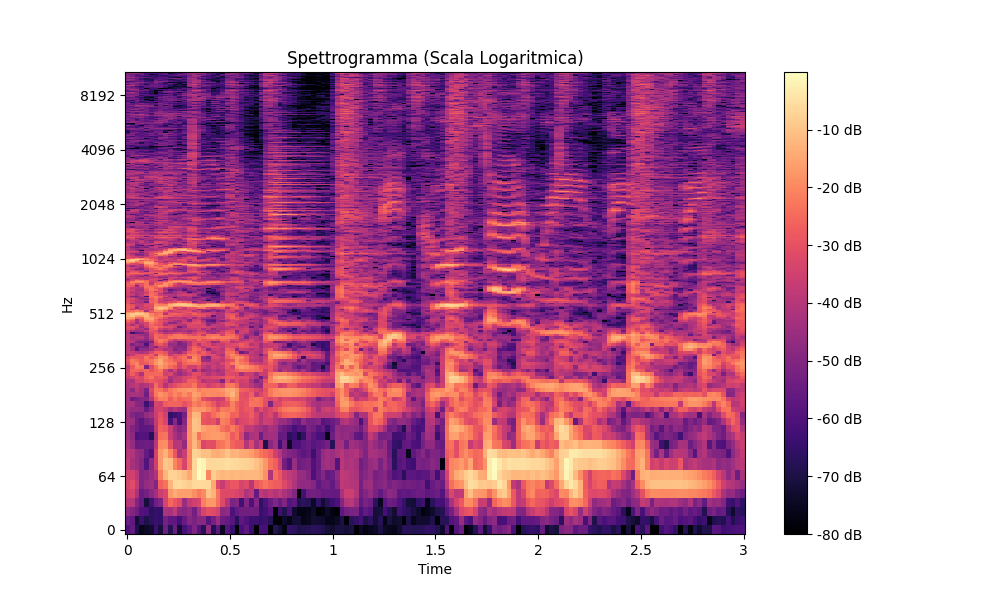 Spettrogramma (Scala Logaritmica)
8192
4096
2048
1024
512
256
128
64
0
Hz
0
0.5
1
1.5
2
2.5
3
Time
-10 dB
-20 dB
-30 dB
-40 dB
-50 dB
-60 dB
-70 dB
-80 dB